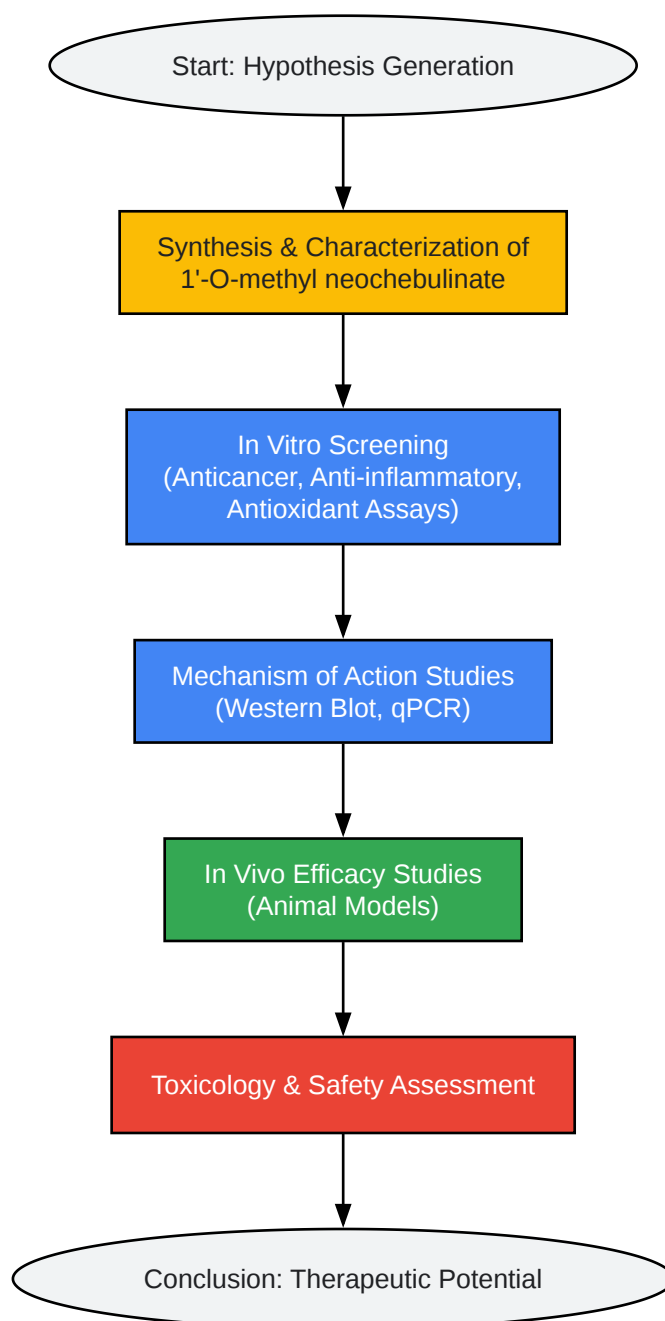 Start: Hypothesis Generation
Synthesis & Characterization of
1'-O-methyl neochebulinate
In Vitro Screening
(Anticancer, Anti-inflammatory,
Antioxidant Assays)
Mechanism of Action Studies
(Western Blot, qPCR)
In Vivo Efficacy Studies
(Animal Models)
Toxicology & Safety Assessment
Conclusion: Therapeutic Potential